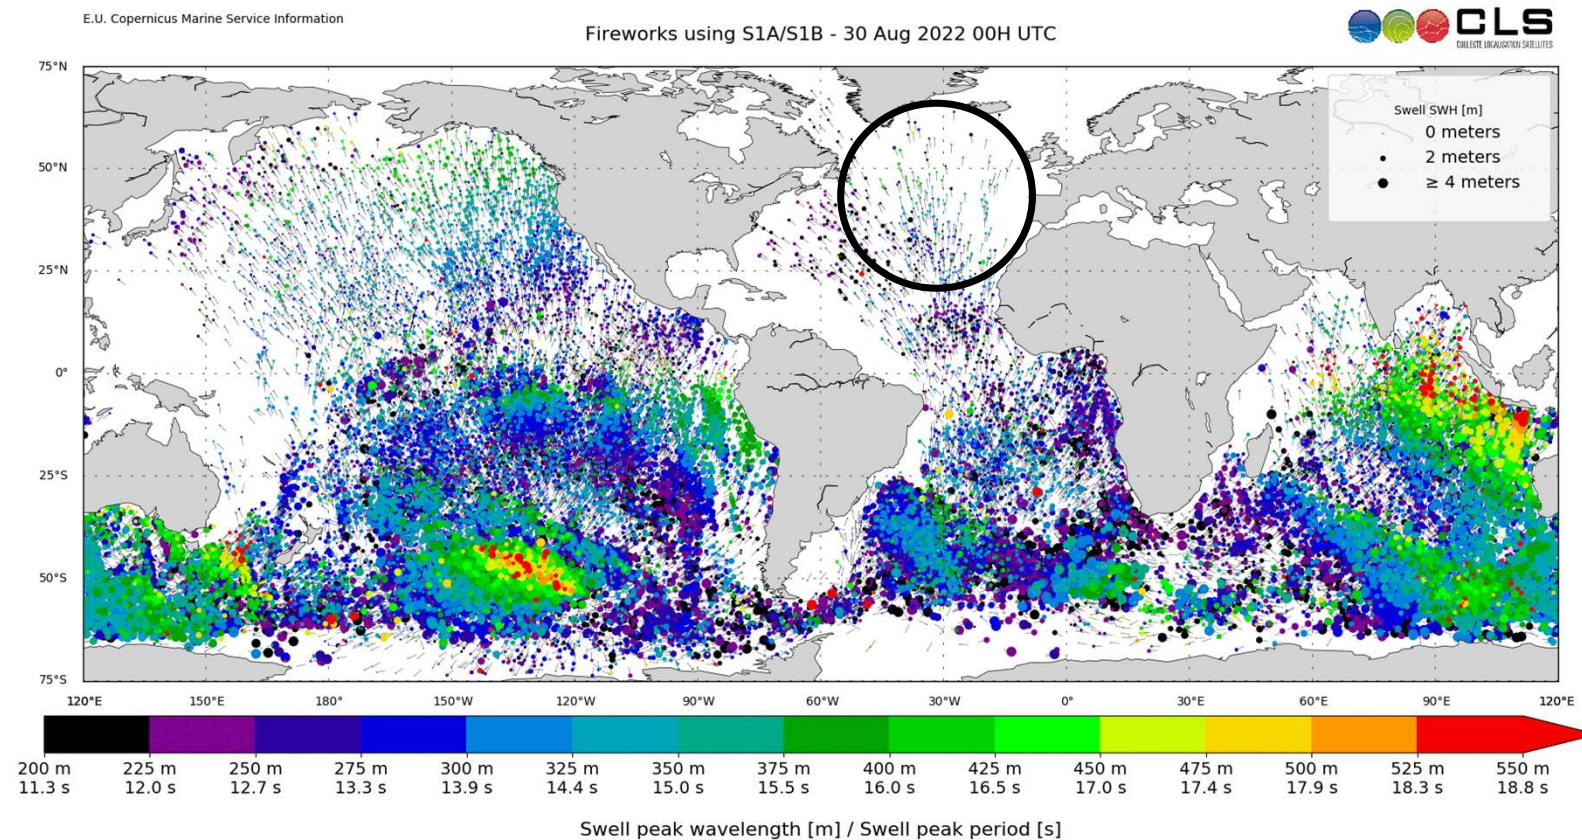 E.U. Copernicus Marine Service Information
Fireworks using S1A/S1B - 30 Aug 2022 00H UTC
CLS
COLLECTE LOCALISATION SATELLITES
Swell SWH [m]
0 meters
2 meters
≥ 4 meters
75°N
50°N
25°N
0°
25°S
50°S
75°S
120°E 150°E 180° 150°W 120°W 90°W 60°W 30°W 0° 30°E 60°E 90°E 120°E
200 m 225 m 250 m 275 m 300 m 325 m 350 m 375 m 400 m 425 m 450 m 475 m 500 m 525 m 550 m
11.3 s 12.0 s 12.7 s 13.3 s 13.9 s 14.4 s 15.0 s 15.5 s 16.0 s 16.5 s 17.0 s 17.4 s 17.9 s 18.3 s 18.8 s
Swell peak wavelength [m] / Swell peak period [s]